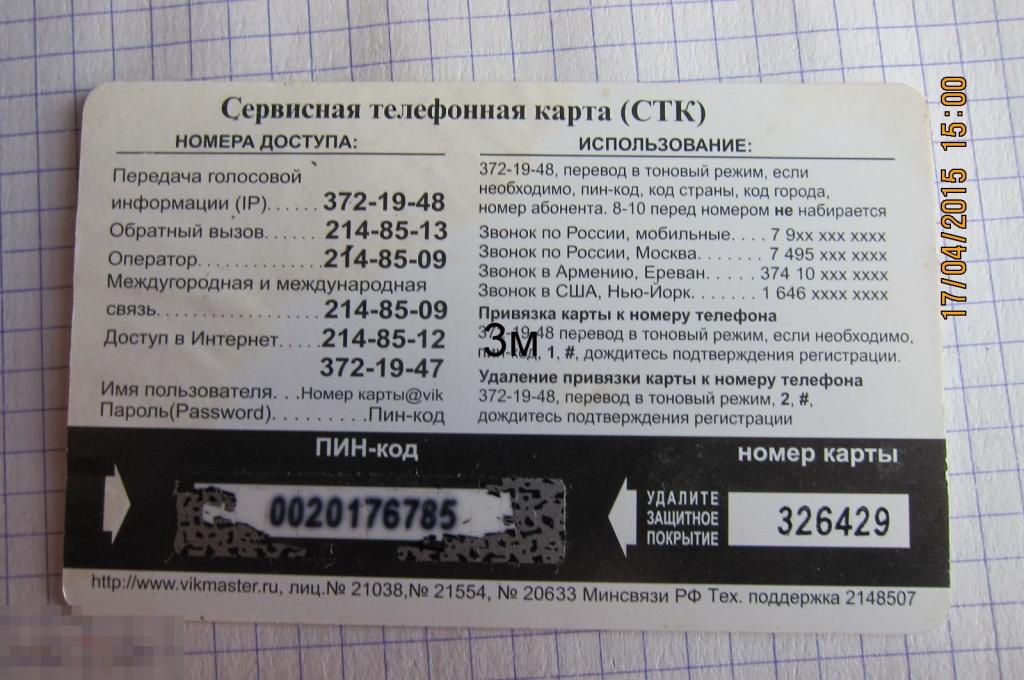 Сервисная телефонная карта (СТК)
НОМЕРА ДОСТУПА:
Передача голосовой
информации (IP)...... 372-19-48
Обратный вызов...... 214-85-13
Оператор............. 214-85-09
Междугородная и международная
связь................ 214-85-09
Доступ в Интернет..... 214-85-12
372-19-47
Имя пользователя...Номер карты@vik
Пароль(Password).........Пин-код
ИСПОЛЬЗОВАНИЕ:
372-19-48, перевод в тоновый режим, если
необходимо, пин-код, код страны, код города,
номер абонента. 8-10 перед номером не набирается
Звонок по России, мобильные.... 7 9xx xxx xxxx
Звонок по России, Москва....... 7 495 xxx xxxx
Звонок в Армению, Ереван...... 374 10 xxx xxxx
Звонок в США, Нью-Йорк....... 1 646 xxxx xxxx
Привязка карты к номеру телефона
372-19-48 перевод в тоновый режим, если необходимо,
пин-код, 1, #, дождитесь подтверждения регистрации.
3м
Удаление привязки карты к номеру телефона
372-19-48, перевод в тоновый режим, 2, #,
дождитесь подтверждения регистрации
ПИН-код
0020176785
номер карты
УДАЛИТЕ
ЗАЩИТНОЕ
ПОКРЫТИЕ
326429
http://www.vikmaster.ru, лиц.№ 21038,№ 21554, № 20633 Минсвязи РФ Тех. поддержка 2148507
17/04/2015 15:00